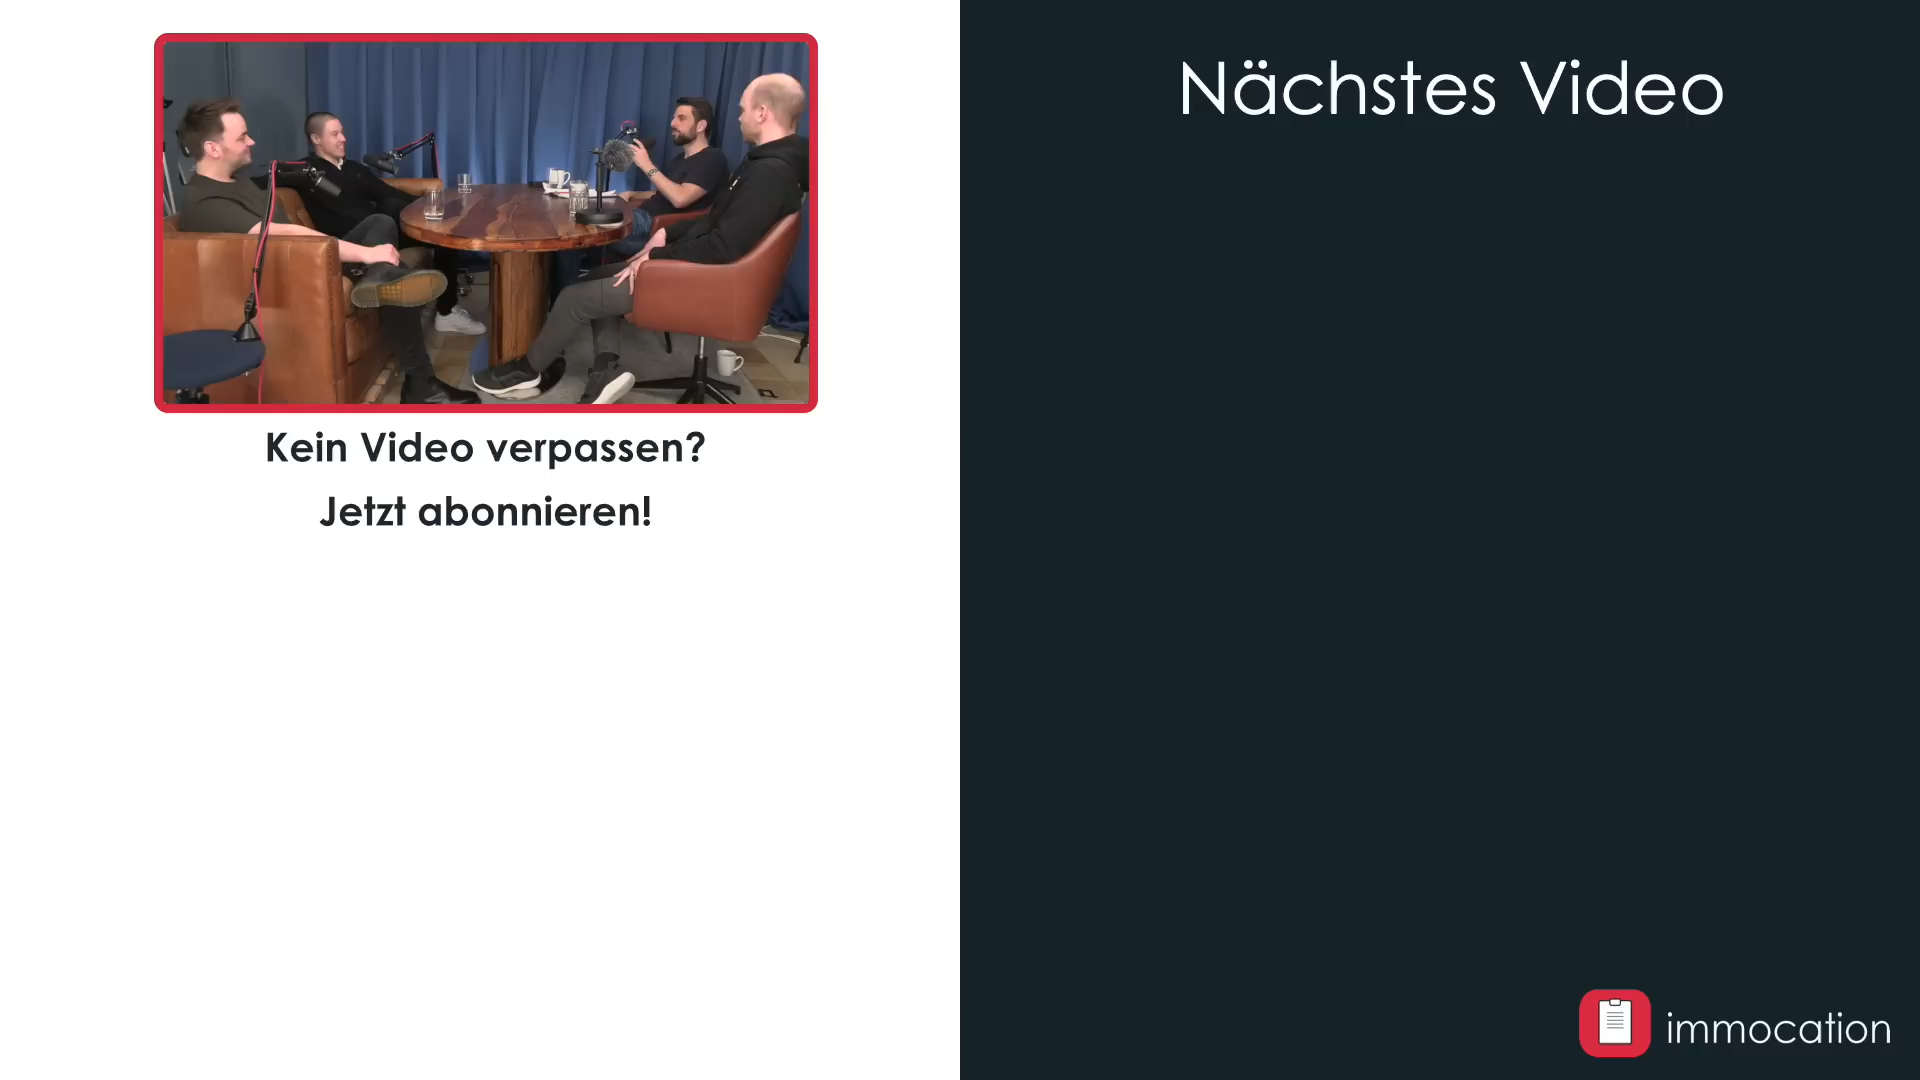 Kein Video verpassen?
Jetzt abonnieren!
Nächstes Video
immocation